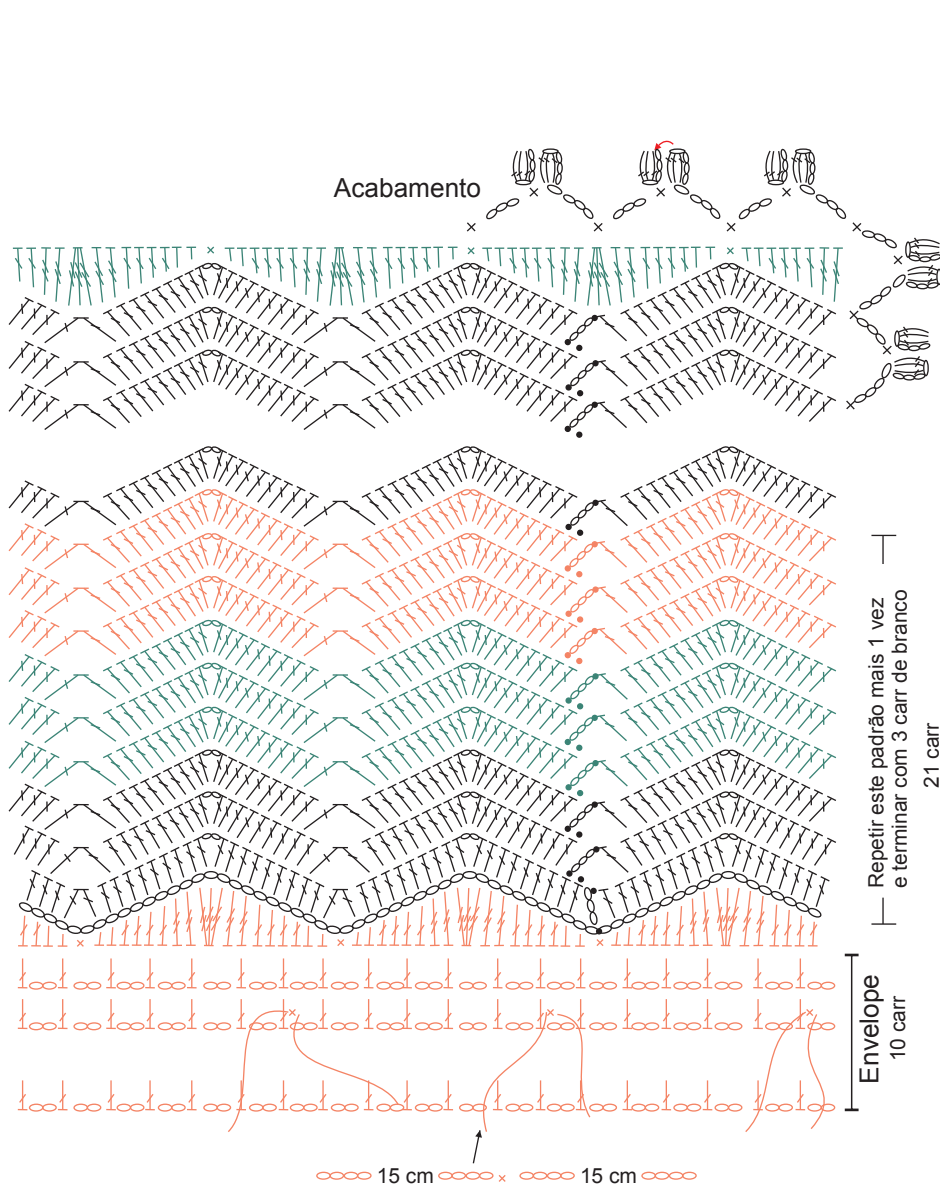 Acabamento
Repetir este padrão mais 1 vez
e terminar com 3 carr de branco
21 carr
Envelope
10 carr
15 cm
15 cm